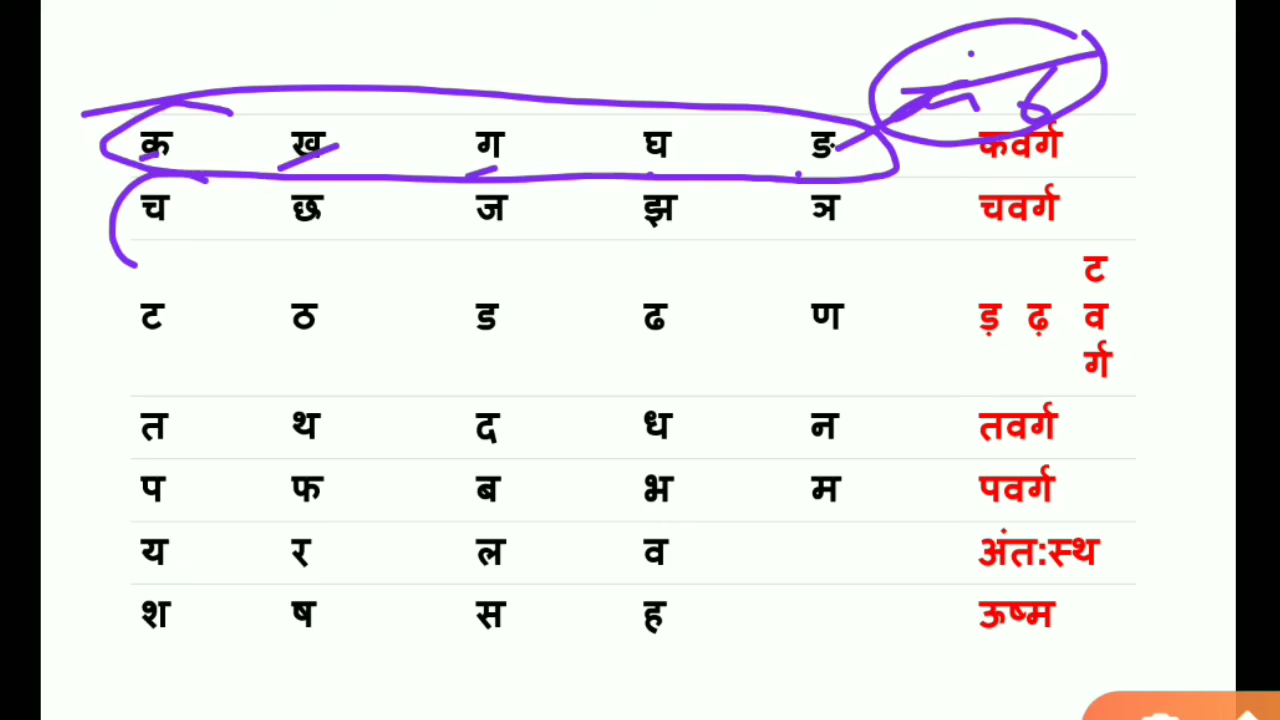 क ख ग घ ङ कवर्ग
च छ ज झ ञ चवर्ग
ट ठ ड ढ ण ड़ ढ़ टवर्ग
त थ द ध न तवर्ग
प फ ब भ म पवर्ग
य र ल व अंत:स्थ
श ष स ह ऊष्म